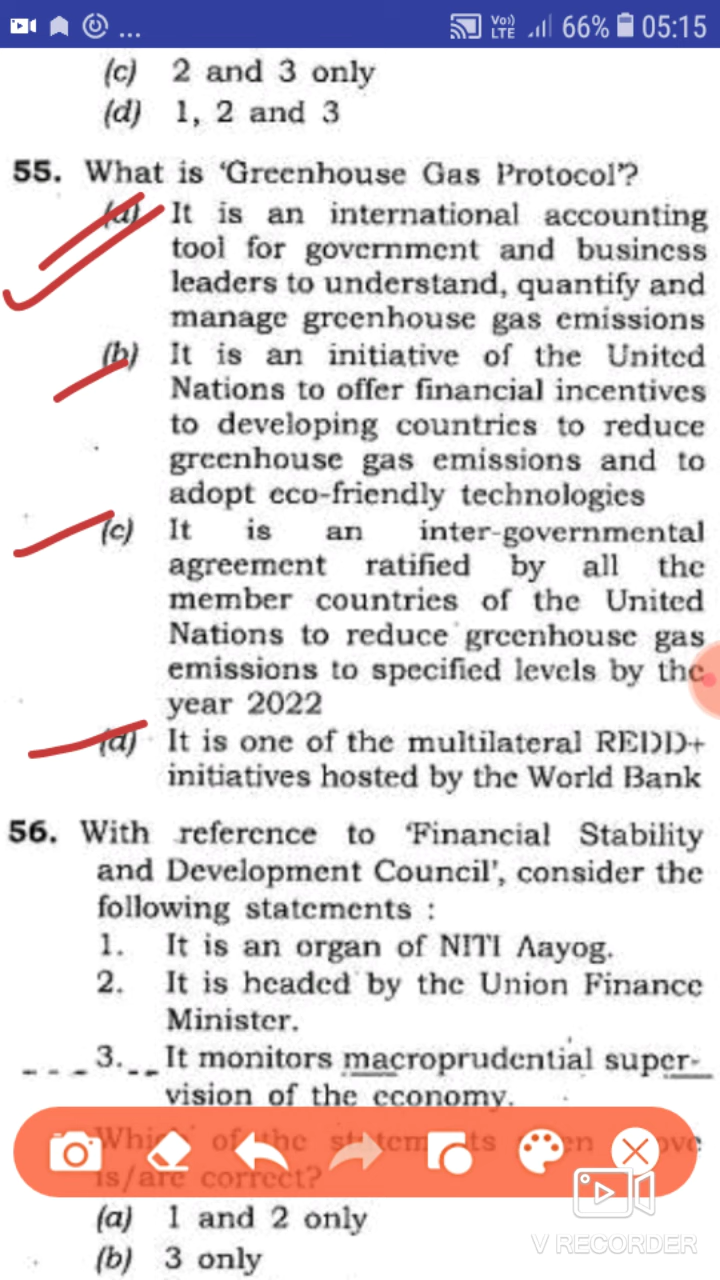 ... Vo)) LTE 66% 05:15
(c) 2 and 3 only
(d) 1, 2 and 3
55. What is 'Greenhouse Gas Protocol'?
(a) It is an international accounting
tool for government and business
leaders to understand, quantify and
manage greenhouse gas emissions
(b) It is an initiative of the United
Nations to offer financial incentives
to developing countries to reduce
greenhouse gas emissions and to
adopt eco-friendly technologies
(c) It is an inter-governmental
agreement ratified by all the
member countries of the United
Nations to reduce greenhouse gas
emissions to specified levels by the
year 2022
(d) It is one of the multilateral REDD+
initiatives hosted by the World Bank
56. With reference to 'Financial Stability
and Development Council', consider the
following statements :
1. It is an organ of NITI Aayog.
2. It is headed by the Union Finance
Minister.
3. It monitors macroprudential super-
vision of the economy.
of the
is/are correct?
(a) 1 and 2 only
(b) 3 only
V RECORDER